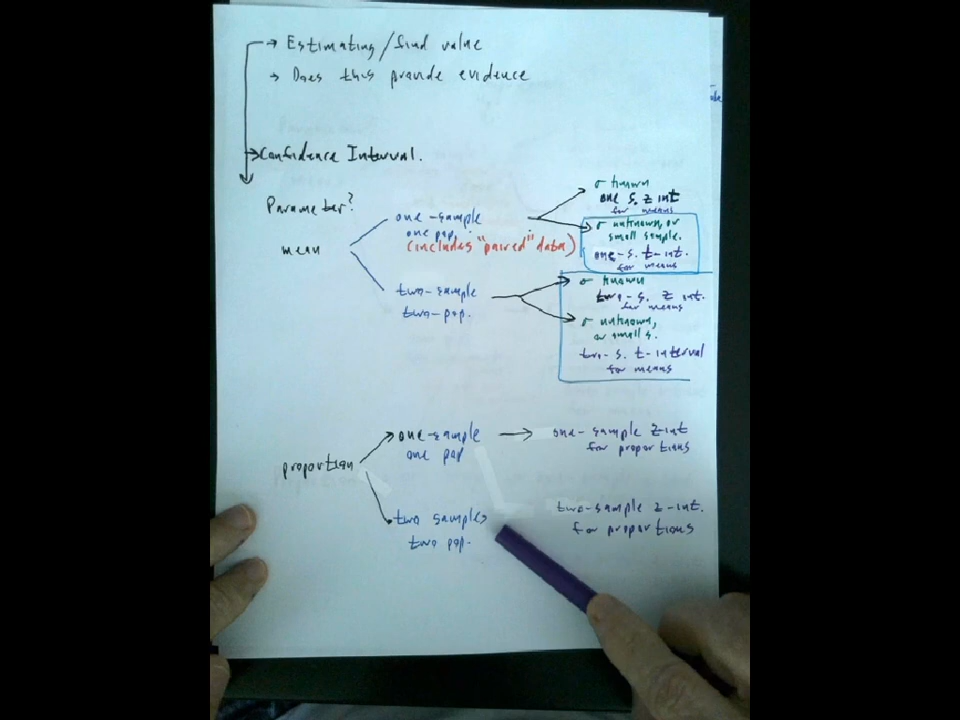 → Estimating/find value
→ Does this provide evidence
Confidence Interval.
Parameter?
mean
one-sample
one pop.
(includes "paired" data)
σ known
one s. z int
for means
σ unknown, or
small sample.
one-s. t-int.
for means
two-sample
two-pop.
σ known
two-s. z int.
for means
σ unknown,
or small s.
two-s. t-interval
for means
proportion
one-sample
one pop
one-sample z-int
for proportions
two samples
two pop.
two-sample z-int.
for proportions